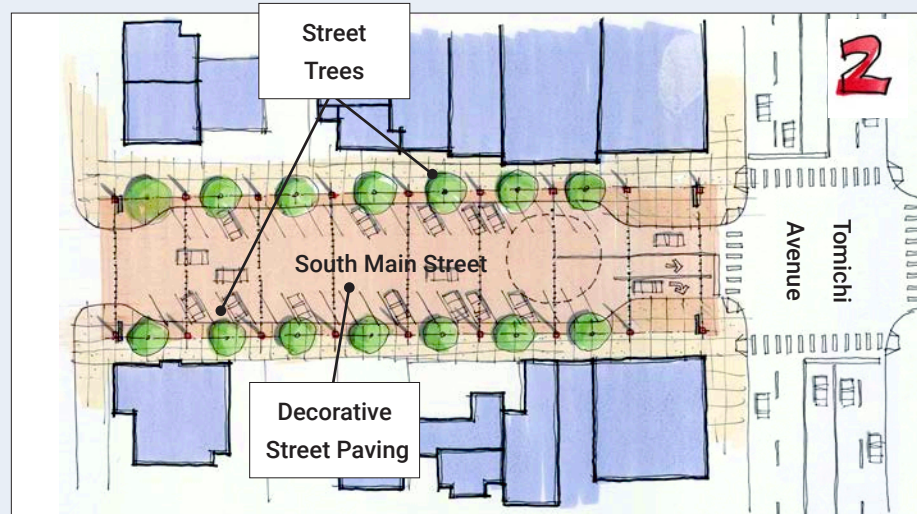 Street
Trees
2
South Main Street
Tomichi
Avenue
Decorative
Street Paving